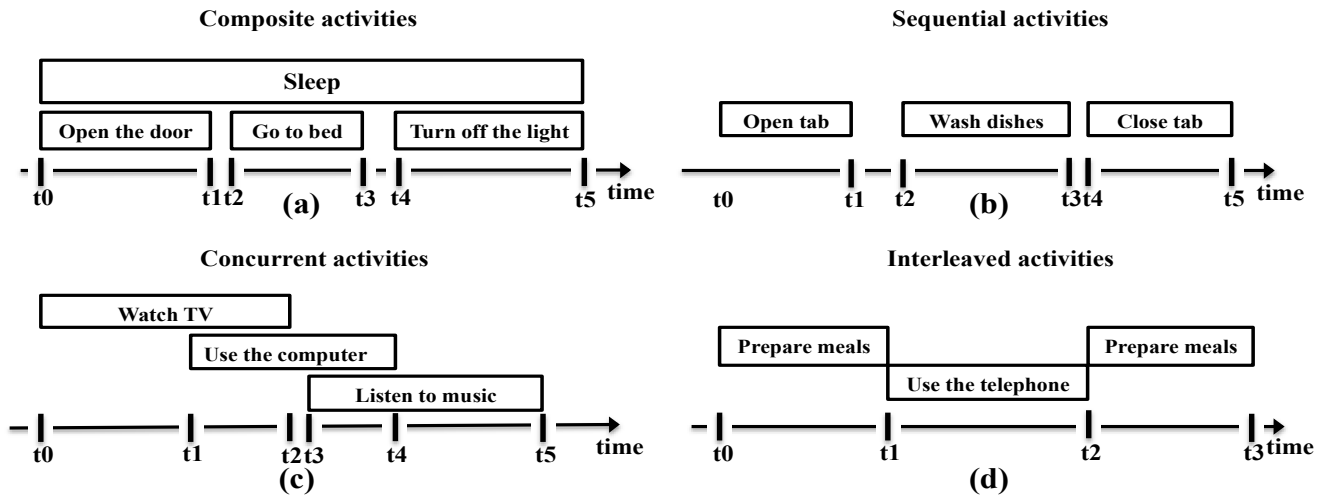 Composite activities
Sleep
Open the door Go to bed Turn off the light
t0 t1 t2 t3 t4 t5 time
(a)
Sequential activities
Open tab Wash dishes Close tab
t0 t1 t2 t3 t4 t5 time
(b)
Concurrent activities
Watch TV
Use the computer
Listen to music
t0 t1 t2 t3 t4 t5 time
(c)
Interleaved activities
Prepare meals Prepare meals
Use the telephone
t0 t1 t2 t3 time
(d)